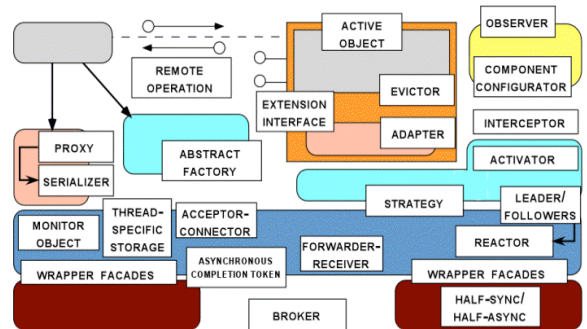 ACTIVE
OBJECT
OBSERVER
REMOTE
OPERATION
COMPONENT
CONFIGURATOR
EVICTOR
EXTENSION
INTERFACE
INTERCEPTOR
ADAPTER
PROXY
SERIALIZER
ABSTRACT
FACTORY
ACTIVATOR
STRATEGY
LEADER/
FOLLOWERS
MONITOR
OBJECT
THREAD-
SPECIFIC
STORAGE
ACCEPTOR-
CONNECTOR
FORWARDER-
RECEIVER
REACTOR
WRAPPER FACADES
ASYNCHRONOUS
COMPLETION TOKEN
WRAPPER FACADES
BROKER
HALF-SYNC/
HALF-ASYNC